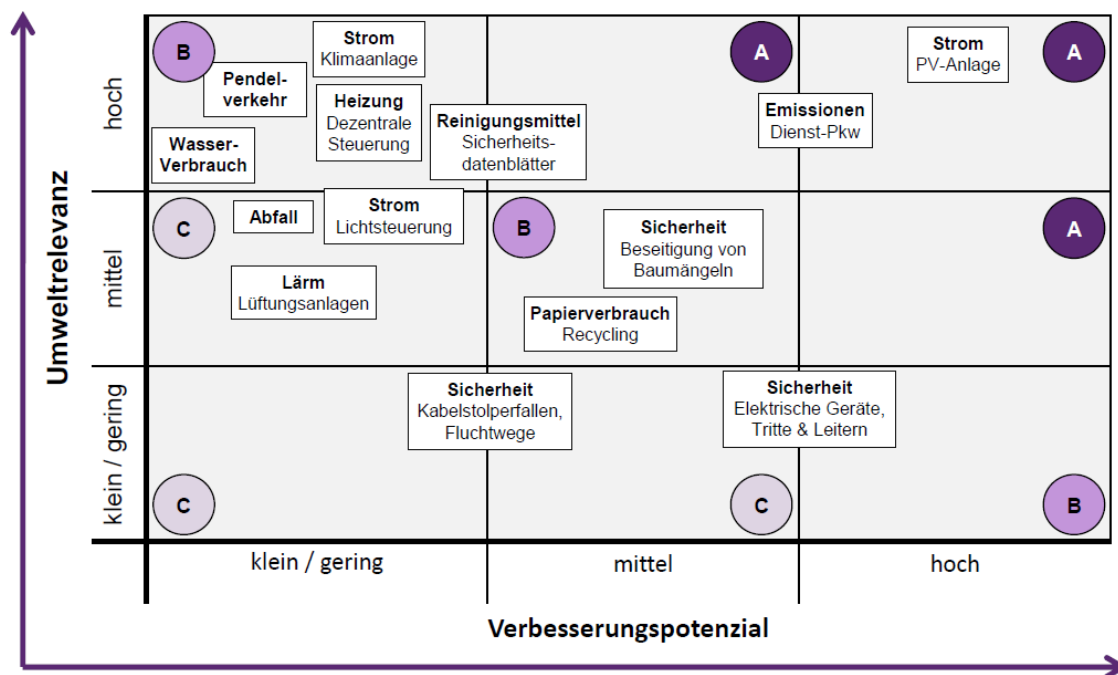 Umweltrelevanz
hoch
mittel
klein / gering
B
Pendel-
verkehr
Wasser-
Verbrauch
Strom
Klimaanlage
Heizung
Dezentrale
Steuerung
Reinigungsmittel
Sicherheits-
datenblätter
A
Emissionen
Dienst-Pkw
Strom
PV-Anlage
A
C
Abfall
Strom
Lichtsteuerung
Lärm
Lüftungsanlagen
B
Sicherheit
Beseitigung von
Baumängeln
Papierverbrauch
Recycling
A
Sicherheit
Kabelstolperfallen,
Fluchtwege
Sicherheit
Elektrische Geräte,
Tritte & Leitern
C
C
B
klein / gering
mittel
hoch
Verbesserungspotenzial